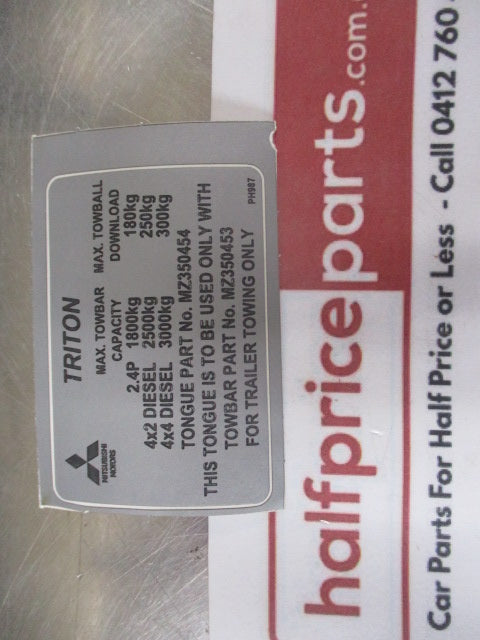 TRITON
MITSUBISHI
MOTORS
MAX. TOWBAR MAX. TOWBALL
CAPACITY DOWNLOAD
2.4P 1800kg 180kg
4x2 DIESEL 2500kg 250kg
4x4 DIESEL 3000kg 300kg
TONGUE PART No. MZ350454
THIS TONGUE IS TO BE USED ONLY WITH
TOWBAR PART No. MZ350453
FOR TRAILER TOWING ONLY
PH987
halfpriceparts.com.
Car Parts For Half Price or Less - Call 0412 760